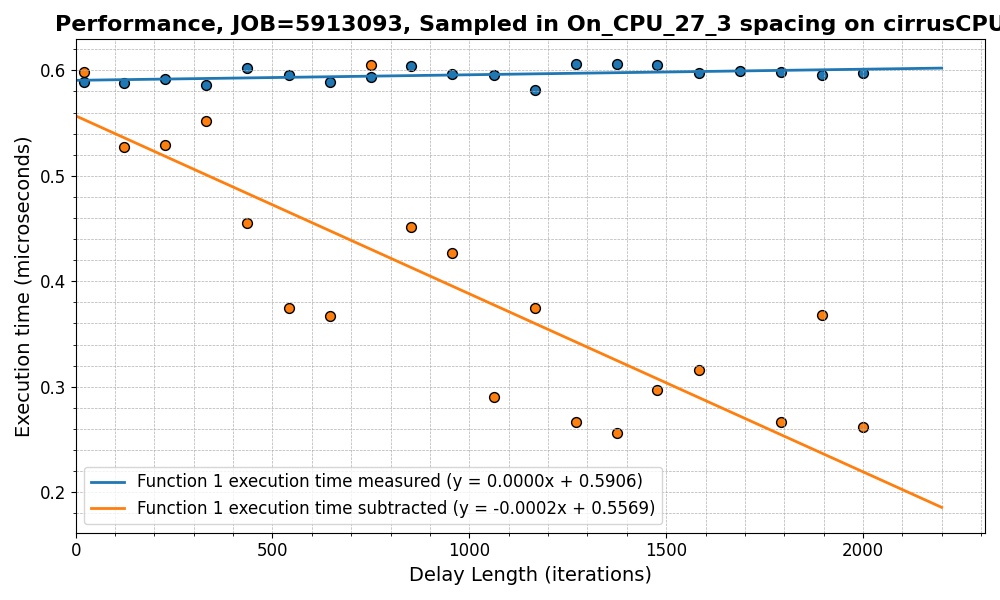 Performance, JOB=5913093, Sampled in On_CPU_27_3 spacing on cirrusCPU
0.6
0.5
0.4
0.3
0.2
Execution time (microseconds)
Function 1 execution time measured (y = 0.0000x + 0.5906)
Function 1 execution time subtracted (y = -0.0002x + 0.5569)
0 500 1000 1500 2000
Delay Length (iterations)